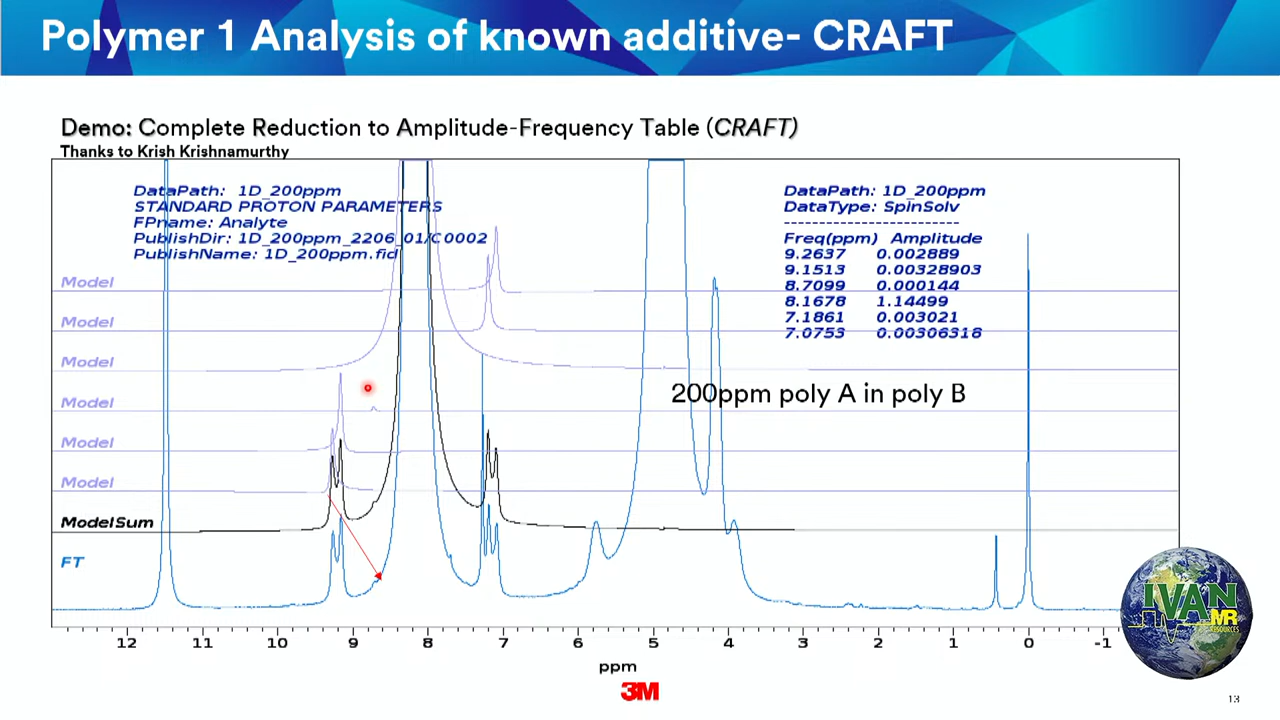 Polymer 1 Analysis of known additive- CRAFT
Demo: Complete Reduction to Amplitude-Frequency Table (CRAFT)
Thanks to Krish Krishnamurthy
DataPath: 1D_200ppm
STANDARD PROTON PARAMETERS
FPname: Analyte
PublishDir: 1D_200ppm_2206_01/C0002
PublishName: 1D_200ppm.fid
DataPath: 1D_200ppm
DataType: SpinSolv
------------------------
Freq(ppm) Amplitude
9.2637 0.002889
9.1513 0.00328903
8.7099 0.000144
8.1678 1.14499
7.1861 0.003021
7.0753 0.00306318
Model
Model
Model
Model
Model
Model
ModelSum
FT
200ppm poly A in poly B
12 11 10 9 8 7 6 5 4 3 2 1 0 -1
ppm
3M
IVAN
MR
RESOURCES
13